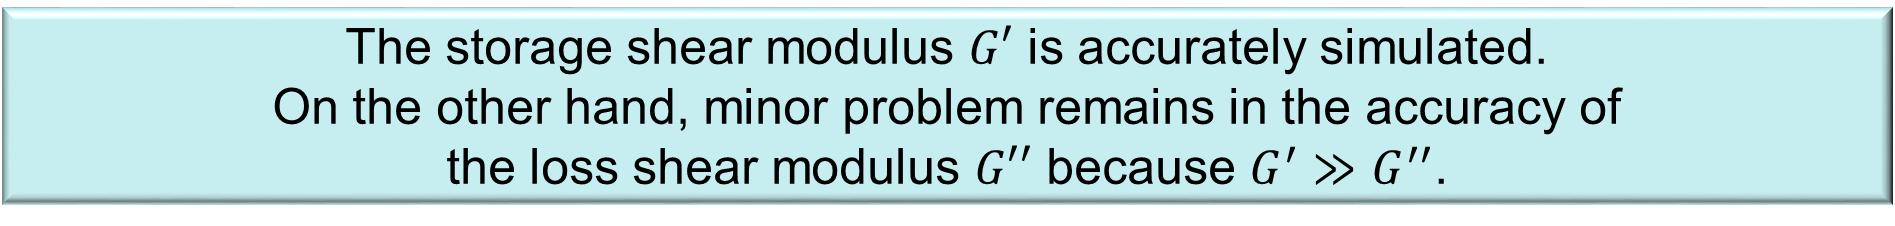 The storage shear modulus G′ is accurately simulated.
On the other hand, minor problem remains in the accuracy of
the loss shear modulus G″ because G′ ≫ G″.